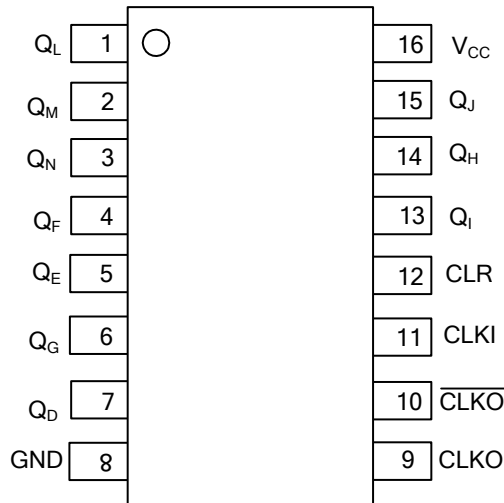 Q_L 1 16 V_CC
Q_M 2 15 Q_J
Q_N 3 14 Q_H
Q_F 4 13 Q_I
Q_E 5 12 CLR
Q_G 6 11 CLKI
Q_D 7 10 C̅L̅K̅O̅
GND 8 9 CLKO